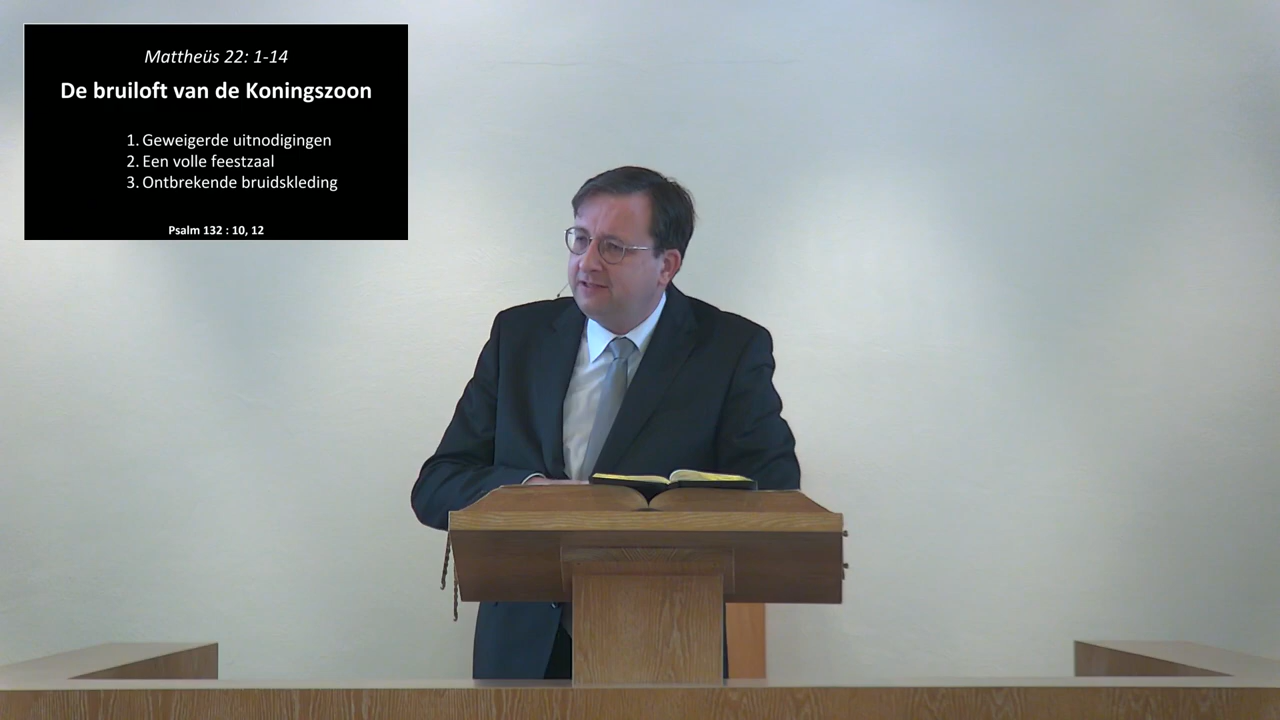 Mattheüs 22: 1-14
De bruiloft van de Koningszoon
1. Geweigerde uitnodigingen
2. Een volle feestzaal
3. Ontbrekende bruidskleding
Psalm 132 : 10, 12